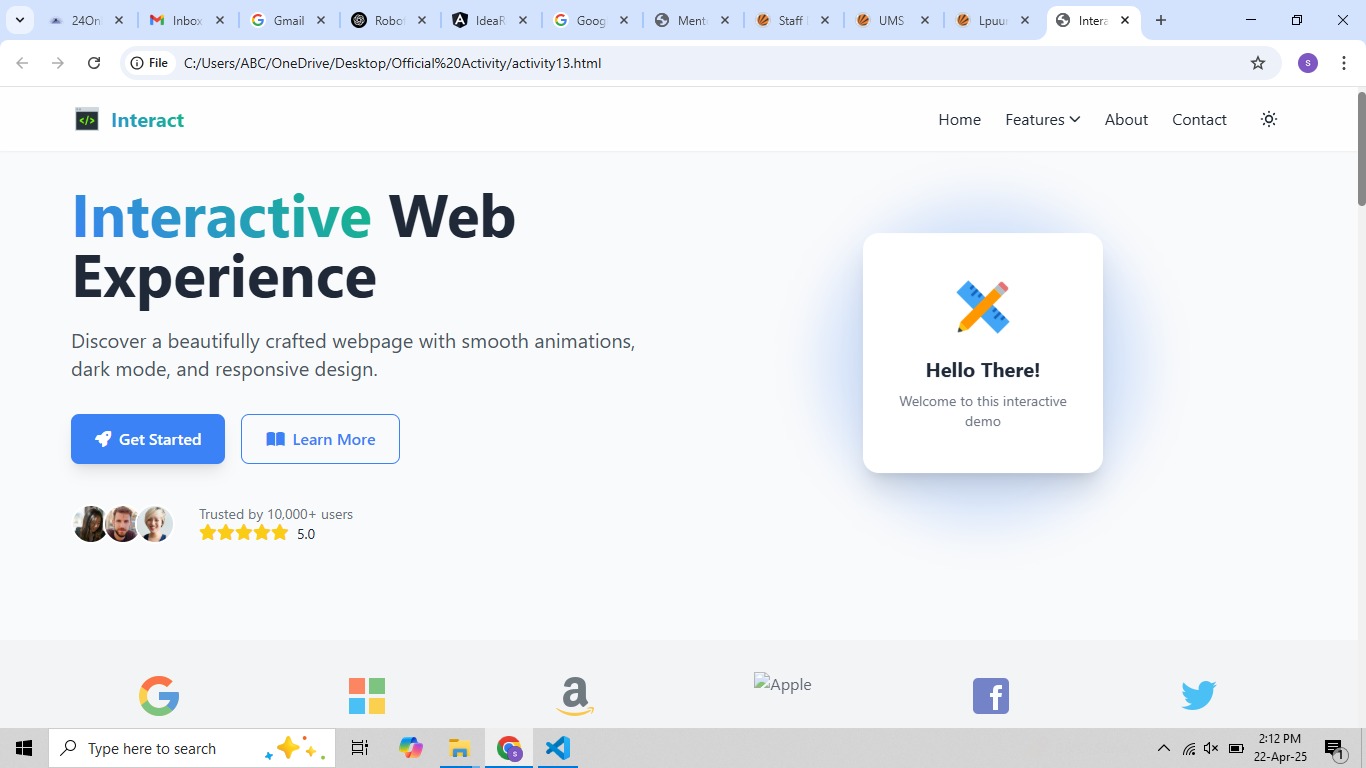 24On
Inbox
Gmail
Robo
IdeaR
Goog
Ment
Staff
UMS
Lpuu
Intera
File
C:/Users/ABC/OneDrive/Desktop/Official%20Activity/activity13.html
s
</>
Interact
Home
Features
About
Contact
Interactive Web
Experience
Discover a beautifully crafted webpage with smooth animations,
dark mode, and responsive design.
Get Started
Learn More
Trusted by 10,000+ users
5.0
Hello There!
Welcome to this interactive
demo
Apple
Type here to search
2:12 PM
22-Apr-25
1